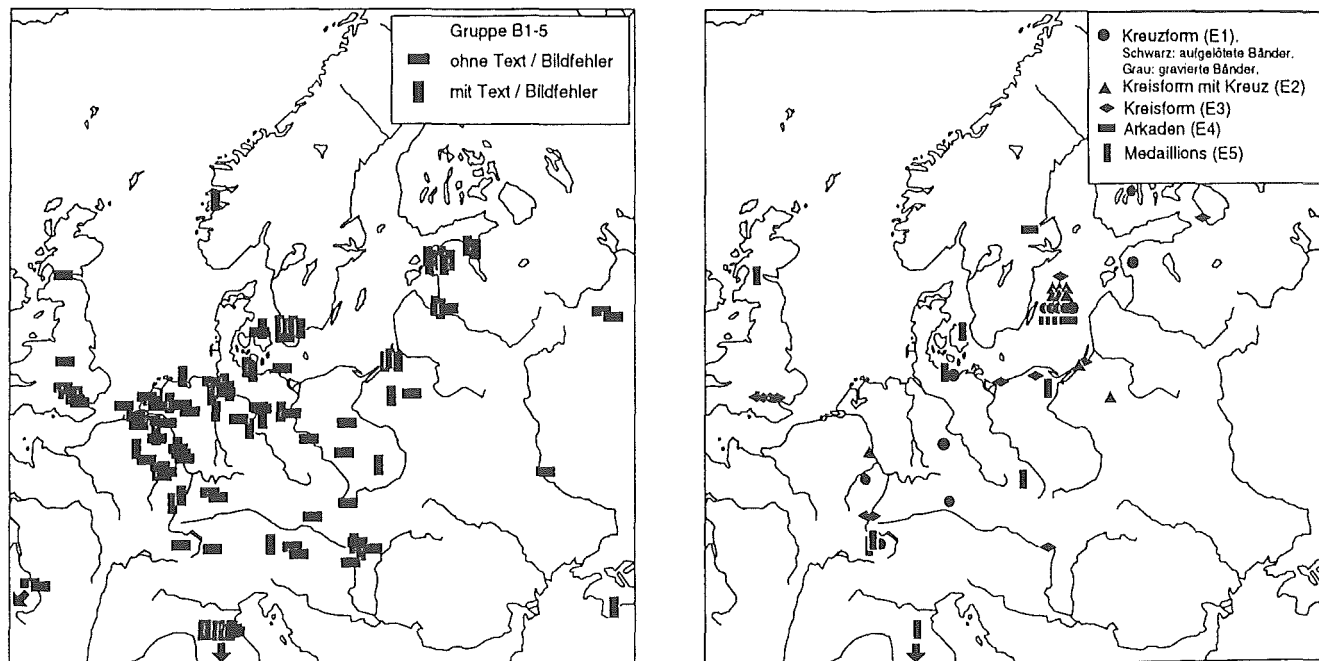 Gruppe B1-5
ohne Text / Bildfehler
mit Text / Bildfehler
Kreuzform (E1).
Schwarz: aufgelötete Bänder.
Grau: gravierte Bänder.
Kreisform mit Kreuz (E2)
Kreisform (E3)
Arkaden (E4)
Medaillions (E5)